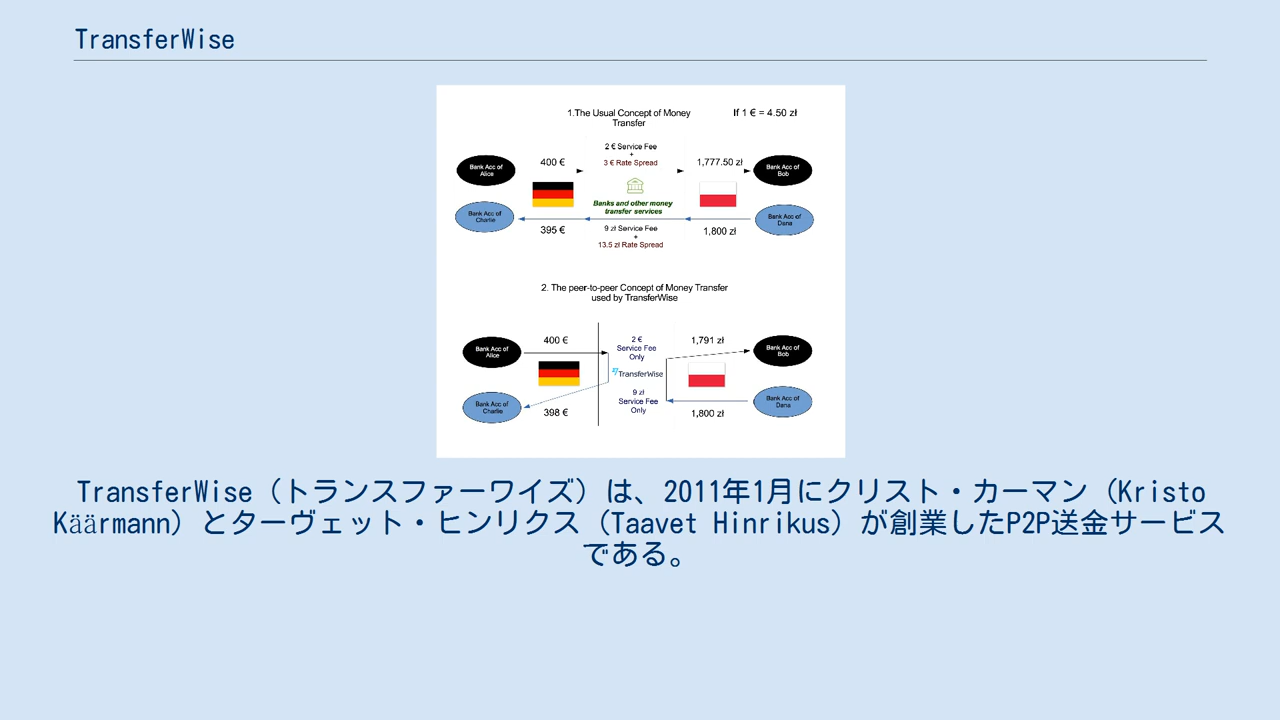 TransferWise
1.The Usual Concept of Money
Transfer
If 1 € = 4.50 zł
2 € Service Fee
+
3 € Rate Spread
400 €
1,777.50 zł
Bank Acc of
Alice
Bank Acc of
Bob
Banks and other money
transfer services
Bank Acc of
Charlie
Bank Acc of
Dana
395 €
9 zł Service Fee
+
13.5 zł Rate Spread
1,800 zł
2. The peer-to-peer Concept of Money Transfer
used by TransferWise
400 €
2 €
Service Fee
Only
1,791 zł
Bank Acc of
Alice
Bank Acc of
Bob
TransferWise
Bank Acc of
Charlie
Bank Acc of
Dana
398 €
9 zł
Service Fee
Only
1,800 zł
TransferWise（トランスファーワイズ）は、2011年1月にクリスト・カーマン（Kristo
Käärmann）とターヴェット・ヒンリクス（Taavet Hinrikus）が創業したP2P送金サービス
である。